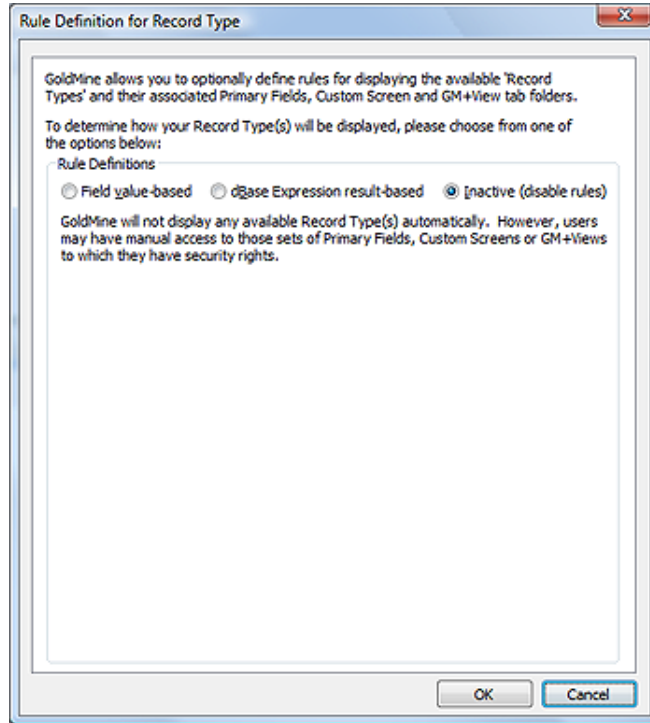 Rule Definition for Record Type
GoldMine allows you to optionally define rules for displaying the available 'Record
Types' and their associated Primary Fields, Custom Screen and GM+View tab folders.
To determine how your Record Type(s) will be displayed, please choose from one of
the options below:
Rule Definitions
Field value-based dBase Expression result-based Inactive (disable rules)
GoldMine will not display any available Record Type(s) automatically. However, users
may have manual access to those sets of Primary Fields, Custom Screens or GM+Views
to which they have security rights.
OK Cancel